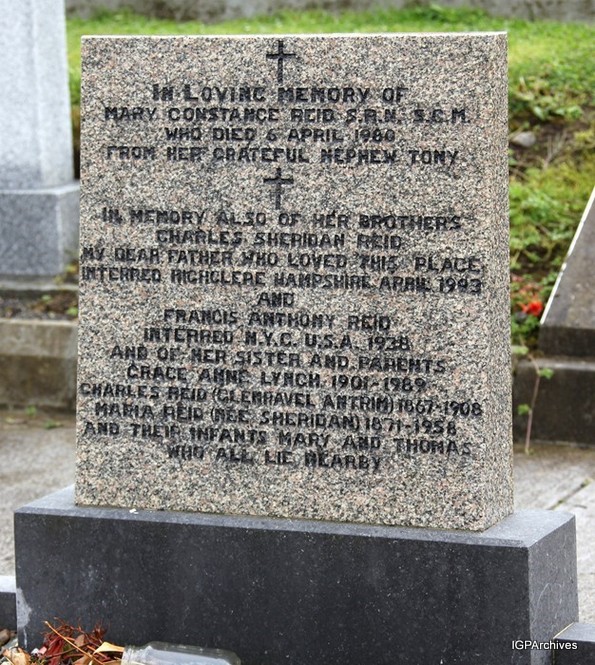 IN LOVING MEMORY OF
MARY CONSTANCE REID S.R.N. S.C.M.
WHO DIED 6 APRIL 1980
FROM HER GRATEFUL NEPHEW TONY
IN MEMORY ALSO OF HER BROTHERS
CHARLES SHERIDAN REID
MY DEAR FATHER WHO LOVED THIS PLACE
INTERRED HIGHCLERE HAMPSHIRE APRIL 1993
AND
FRANCIS ANTHONY REID
INTERRED N.Y.C. U.S.A. 1938
AND OF HER SISTER AND PARENTS
GRACE ANNE LYNCH 1901-1989
CHARLES REID (GLENRAVEL ANTRIM) 1867-1908
MARIA REID (NEE SHERIDAN) 1871-1958
AND THEIR INFANTS MARY AND THOMAS
WHO ALL LIE NEARBY
IGPArchives